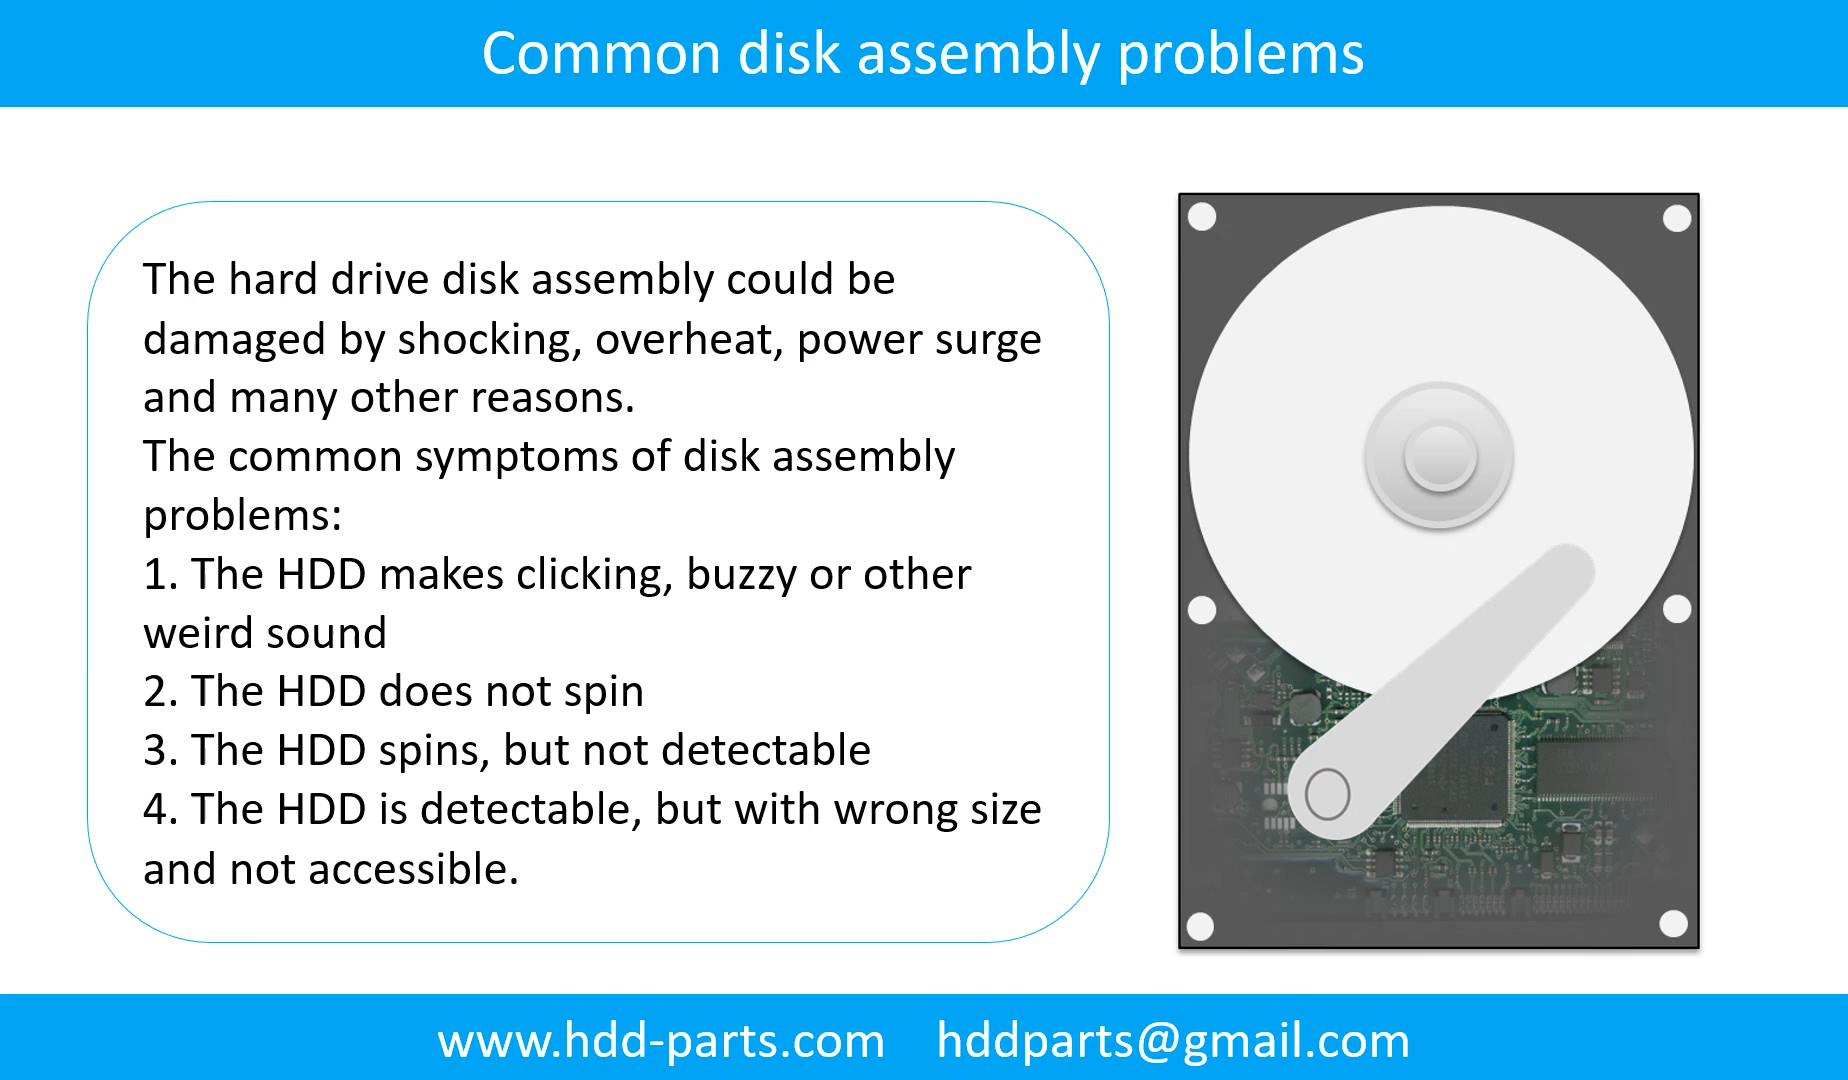 Common disk assembly problems
The hard drive disk assembly could be
damaged by shocking, overheat, power surge
and many other reasons.
The common symptoms of disk assembly
problems:
1. The HDD makes clicking, buzzy or other
weird sound
2. The HDD does not spin
3. The HDD spins, but not detectable
4. The HDD is detectable, but with wrong size
and not accessible.
www.hdd-parts.com hddparts@gmail.com